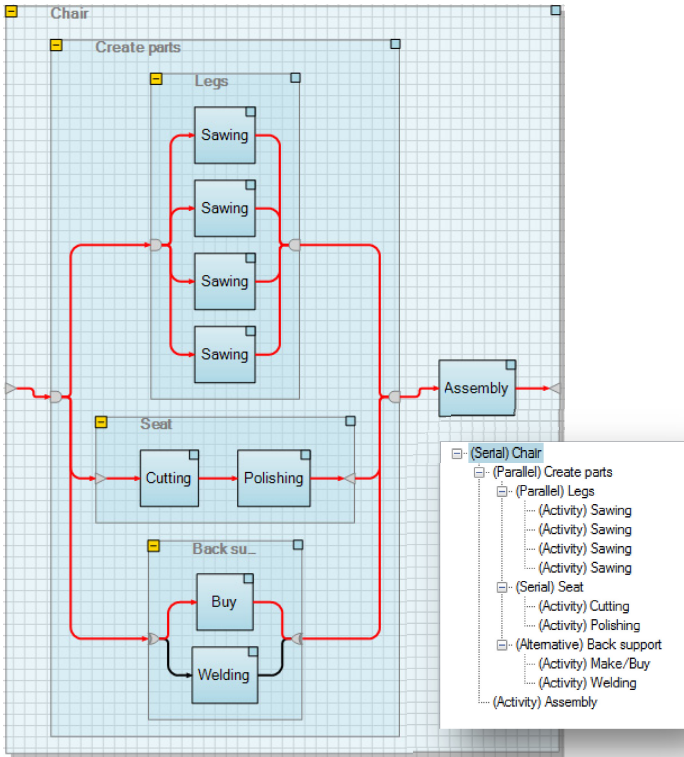 Chair
Create parts
Legs
Sawing
Sawing
Sawing
Sawing
Assembly
Seat
Cutting Polishing
Back su...
Buy
Welding
(Serial) Chair
(Parallel) Create parts
(Parallel) Legs
(Activity) Sawing
(Activity) Sawing
(Activity) Sawing
(Activity) Sawing
(Serial) Seat
(Activity) Cutting
(Activity) Polishing
(Alternative) Back support
(Activity) Make/Buy
(Activity) Welding
(Activity) Assembly